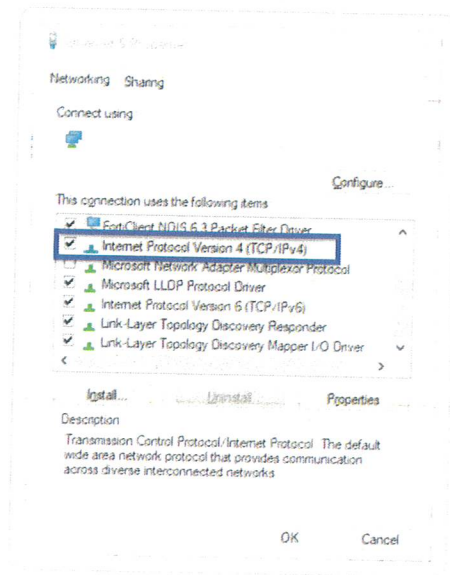 Networking Sharing
Connect using
Configure...
This connection uses the following items
FortiClient NDIS 6.3 Packet Filter Driver
Internet Protocol Version 4 (TCP/IPv4)
Microsoft Network Adapter Multiplexor Protocol
Microsoft LLDP Protocol Driver
Internet Protocol Version 6 (TCP/IPv6)
Link-Layer Topology Discovery Responder
Link-Layer Topology Discovery Mapper I/O Driver
Install... Uninstall Properties
Description
Transmission Control Protocol/Internet Protocol The default
wide area network protocol that provides communication
across diverse interconnected networks
OK Cancel